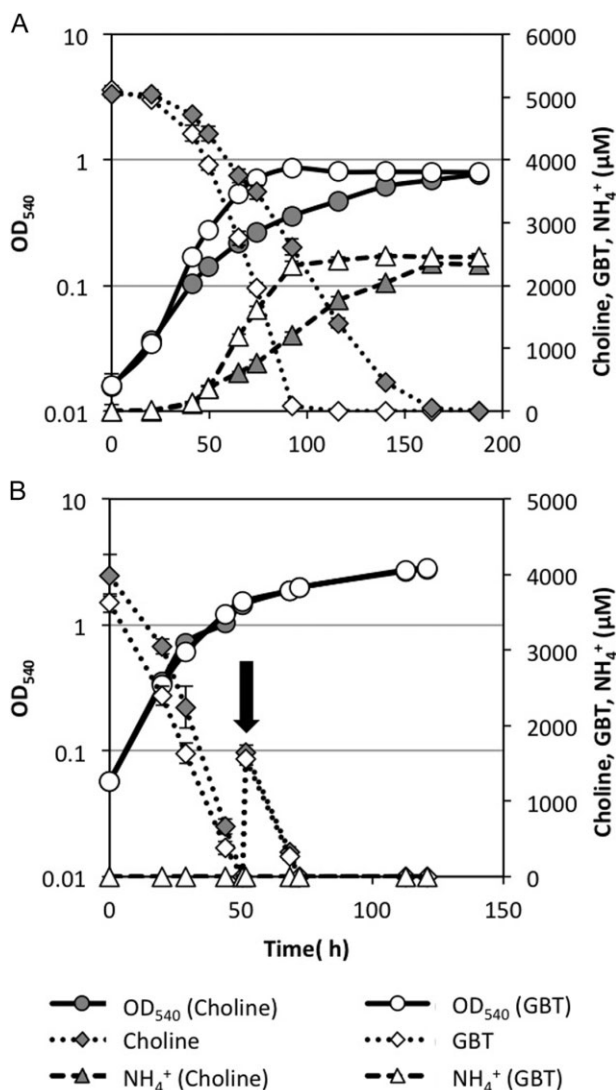 A
10
1
0.1
0.01
OD540
6000
5000
4000
3000
2000
1000
0
Choline, GBT, NH4+ (µM)
0 50 100 150 200
B
10
1
0.1
0.01
OD540
5000
4000
3000
2000
1000
0
Choline, GBT, NH4+ (µM)
0 50 100 150
Time( h)
OD540 (Choline) OD540 (GBT)
Choline GBT
NH4+ (Choline) NH4+ (GBT)